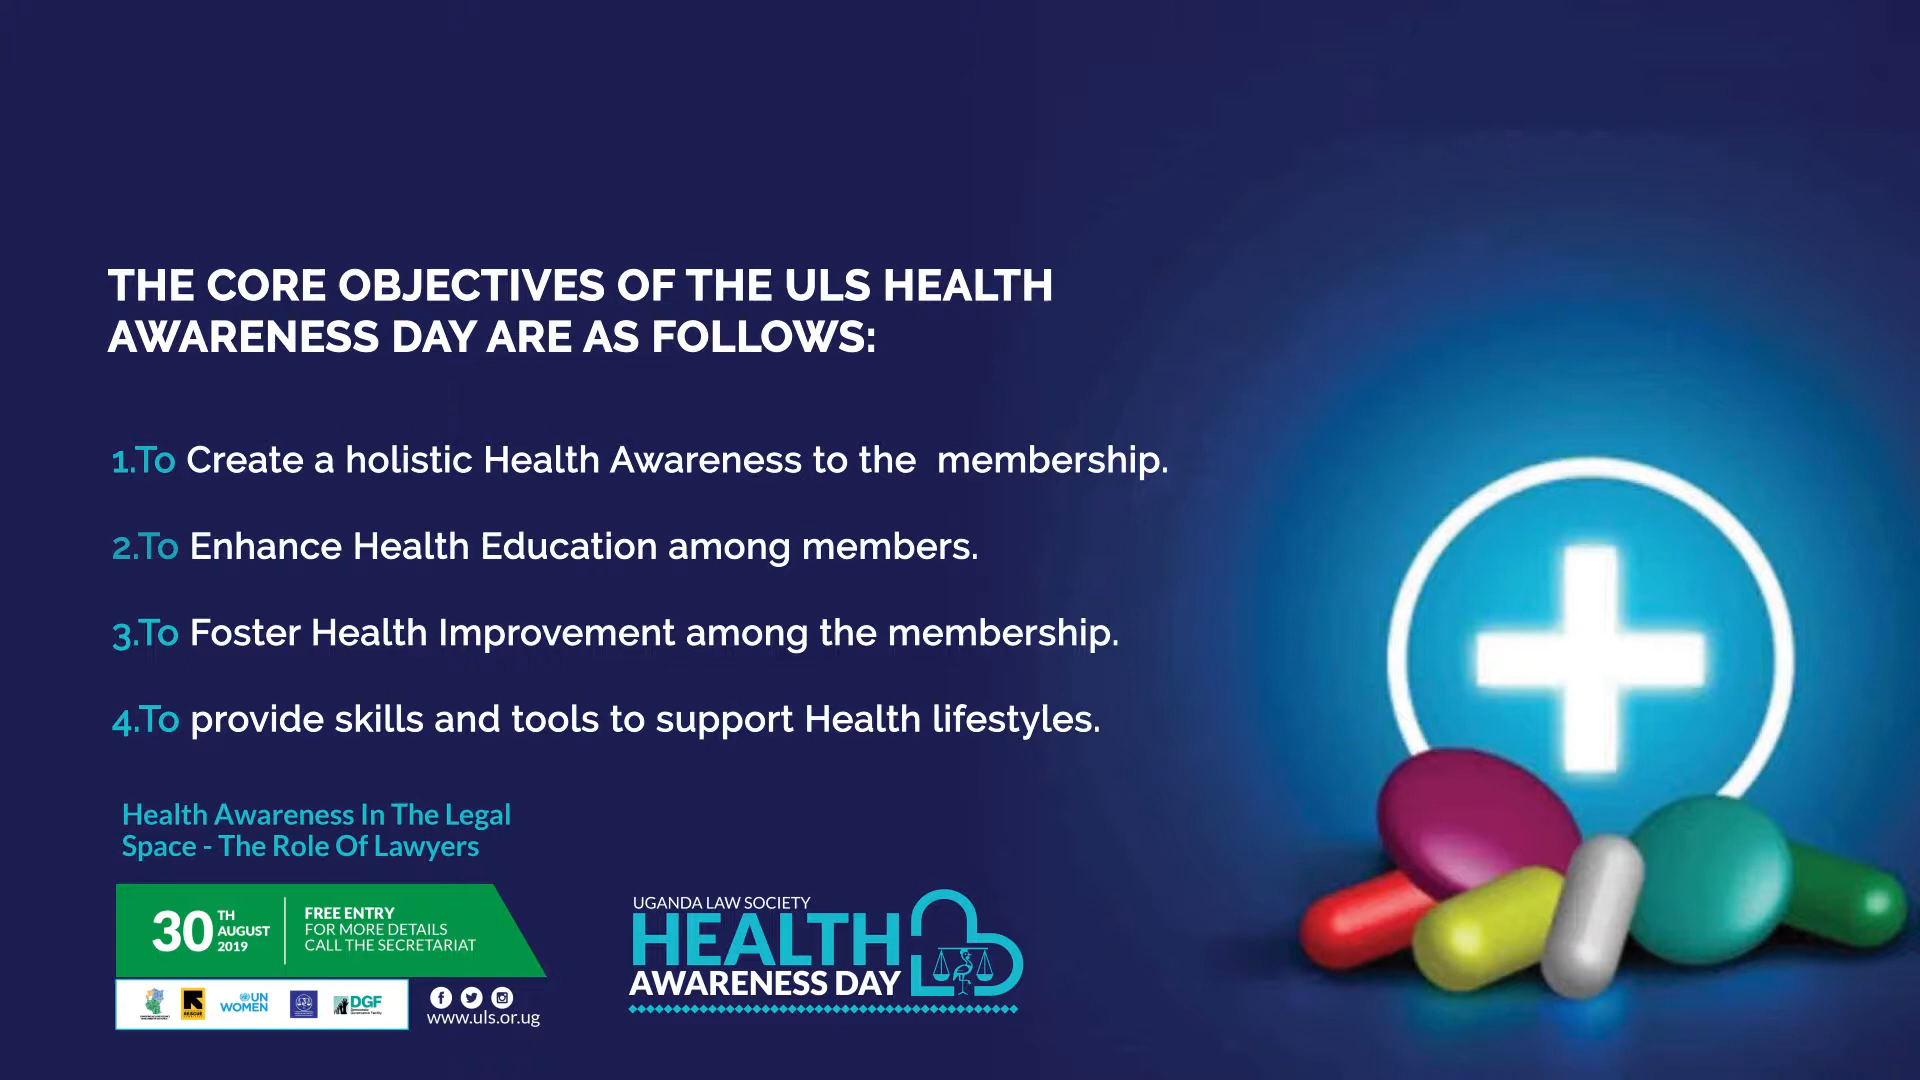 THE CORE OBJECTIVES OF THE ULS HEALTH
AWARENESS DAY ARE AS FOLLOWS:
1.To Create a holistic Health Awareness to the  membership.
2.To Enhance Health Education among members.
3.To Foster Health Improvement among the membership.
4.To provide skills and tools to support Health lifestyles.
Health Awareness In The Legal
Space - The Role Of Lawyers
30 TH
AUGUST
2019
FREE ENTRY
FOR MORE DETAILS
CALL THE SECRETARIAT
RESCUE
UN
WOMEN
DGF
Democratic
Governance Facility
www.uls.or.ug
UGANDA LAW SOCIETY
HEALTH
AWARENESS DAY